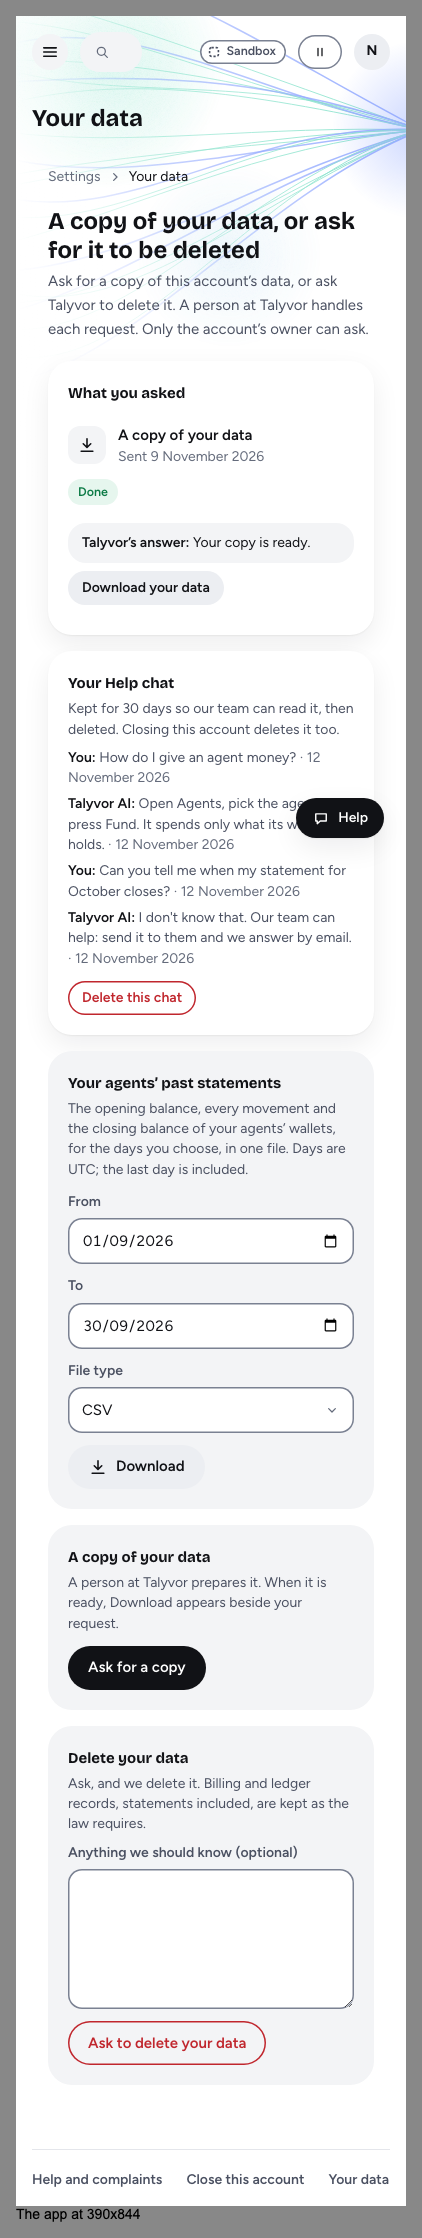 Sandbox
N
Your data
Settings > Your data
A copy of your data, or ask
for it to be deleted
Ask for a copy of this account's data, or ask
Talyvor to delete it. A person at Talyvor handles
each request. Only the account's owner can ask.
What you asked
A copy of your data
Sent 9 November 2026
Done
Talyvor's answer: Your copy is ready.
Download your data
Your Help chat
Kept for 30 days so our team can read it, then
deleted. Closing this account deletes it too.
You: How do I give an agent money? · 12
November 2026
Talyvor AI: Open Agents, pick the
press Fund. It spends only what its
Help
holds. · 12 November 2026
You: Can you tell me when my statement for
October closes? · 12 November 2026
Talyvor AI: I don't know that. Our team can
help: send it to them and we answer by email.
· 12 November 2026
Delete this chat
Your agents' past statements
The opening balance, every movement and
the closing balance of your agents' wallets,
for the days you choose, in one file. Days are
UTC; the last day is included.
From
01/09/2026
To
30/09/2026
File type
CSV
Download
A copy of your data
A person at Talyvor prepares it. When it is
ready, Download appears beside your
request.
Ask for a copy
Delete your data
Ask, and we delete it. Billing and ledger
records, statements included, are kept as the
law requires.
Anything we should know (optional)
Ask to delete your data
Help and complaints Close this account Your data
The app at 390x844